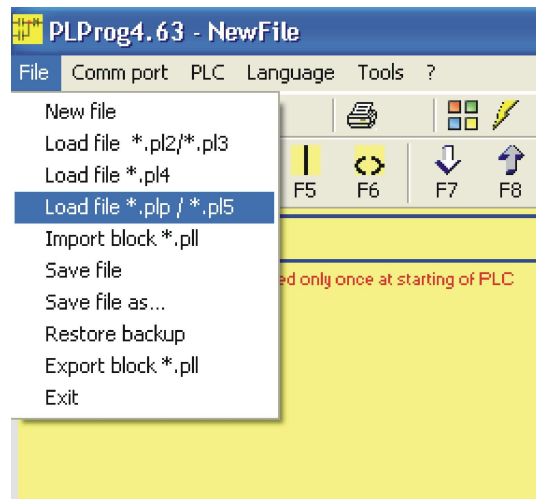 PLProg4.63 - NewFile
File Comm port PLC Language Tools ?
New file
Load file *.pl2/*.pl3
Load file *.pl4
Load file *.plp / *.pl5
Import block *.pll
Save file
Save file as...
Restore backup
Export block *.pll
Exit
F5 F6 F7 F8
only once at starting of PLC